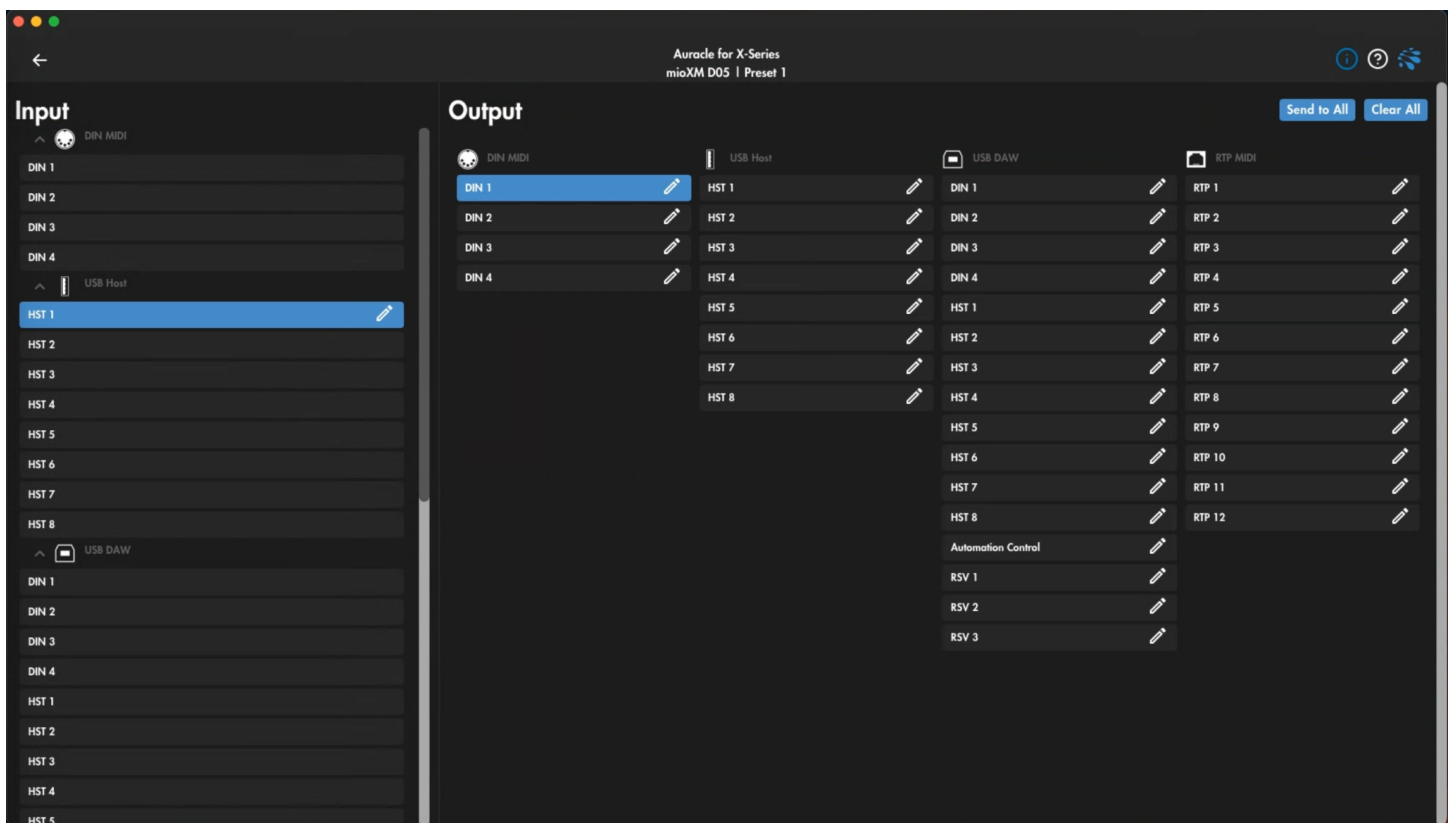 Auracle for X-Series
mioXM D05 | Preset 1
Input
DIN MIDI
DIN 1
DIN 2
DIN 3
DIN 4
USB Host
HST 1
HST 2
HST 3
HST 4
HST 5
HST 6
HST 7
HST 8
USB DAW
DIN 1
DIN 2
DIN 3
DIN 4
HST 1
HST 2
HST 3
HST 4
HST 5
Output
Send to All
Clear All
DIN MIDI
DIN 1
DIN 2
DIN 3
DIN 4
USB Host
HST 1
HST 2
HST 3
HST 4
HST 5
HST 6
HST 7
HST 8
USB DAW
DIN 1
DIN 2
DIN 3
DIN 4
HST 1
HST 2
HST 3
HST 4
HST 5
HST 6
HST 7
HST 8
Automation Control
RSV 1
RSV 2
RSV 3
RTP MIDI
RTP 1
RTP 2
RTP 3
RTP 4
RTP 5
RTP 6
RTP 7
RTP 8
RTP 9
RTP 10
RTP 11
RTP 12